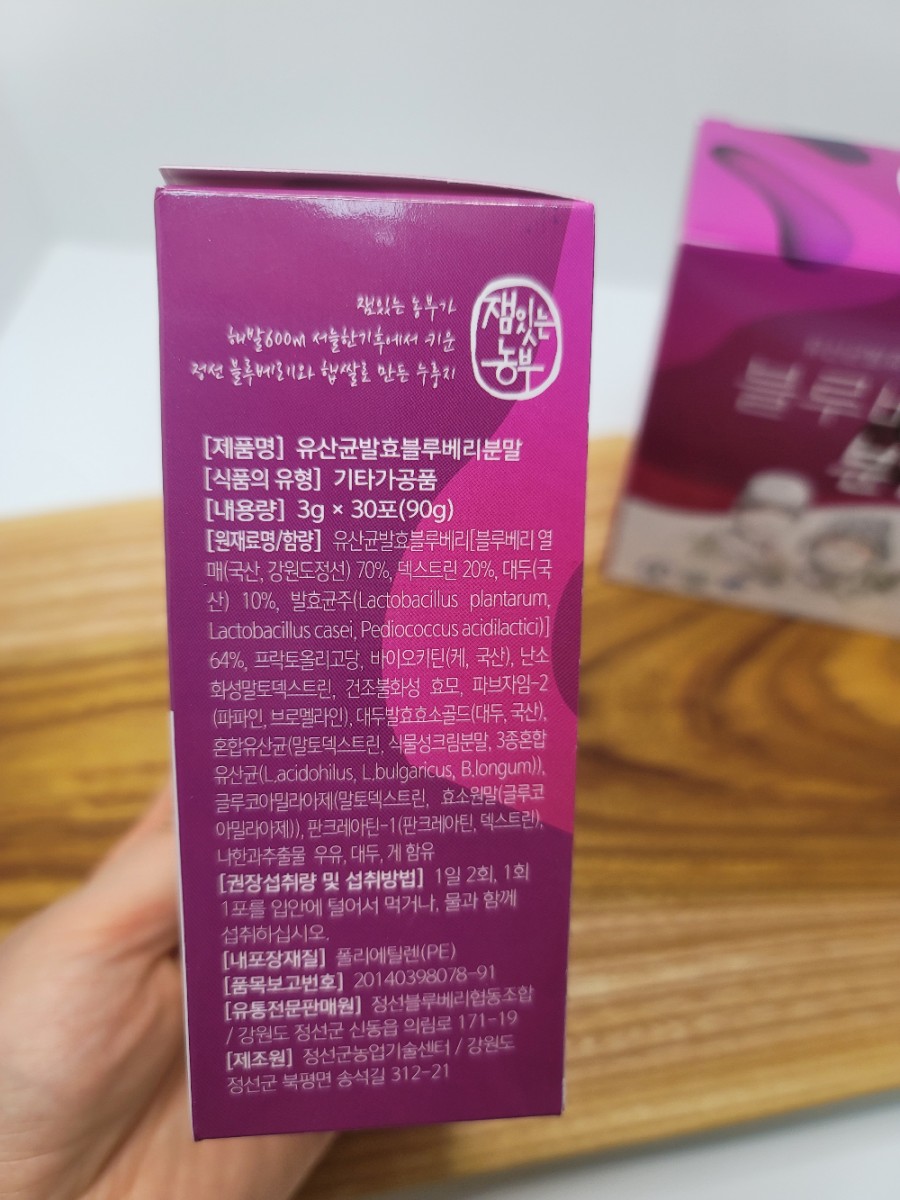 잼있는 농부가
해발600m 서늘한기후에서 키운
정선 블루베리와 햅쌀로 만든 누룽지
잼있는
농부
[제품명] 유산균발효블루베리분말
[식품의 유형] 기타가공품
[내용량] 3g × 30포(90g)
[원재료명/함량] 유산균발효블루베리[블루베리 열
매(국산, 강원도정선) 70%, 덱스트린 20%, 대두(국
산) 10%, 발효균주(Lactobacillus plantarum,
Lactobacillus casei, Pediococcus acidilactici)]
64%, 프락토올리고당, 바이오키틴(게, 국산), 난소
화성말토덱스트린, 건조불화성 효모, 파브자임-2
(파파인, 브로멜라인), 대두발효효소골드(대두, 국산),
혼합유산균(말토덱스트린, 식물성크림분말, 3종혼합
유산균(L.acidohilus, L.bulgaricus, B.longum)),
글루코아밀라아제(말토덱스트린, 효소원말(글루코
아밀라아제)), 판크레아틴-1(판크레아틴, 덱스트린),
나한과추출물 우유, 대두, 게 함유
[권장섭취량 및 섭취방법] 1일 2회, 1회
1포를 입안에 털어서 먹거나, 물과 함께
섭취하십시오.
[내포장재질] 폴리에틸렌(PE)
[품목보고번호] 20140398078-91
[유통전문판매원] 정선블루베리협동조합
/ 강원도 정선군 신동읍 의림로 171-19
[제조원] 정선군농업기술센터 / 강원도
정선군 북평면 송석길 312-21
블루베
분